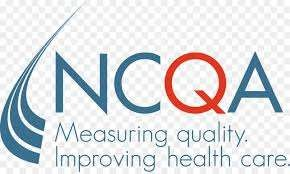 NCQA
Measuring quality.
Improving health care.